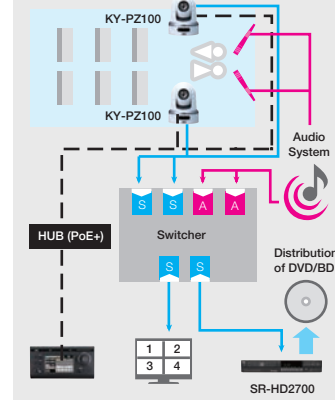 KY-PZ100
KY-PZ100
Audio
System
S S A A
HUB (PoE+)
Switcher
S S
Distribution
of DVD/BD
1 2
3 4
SR-HD2700